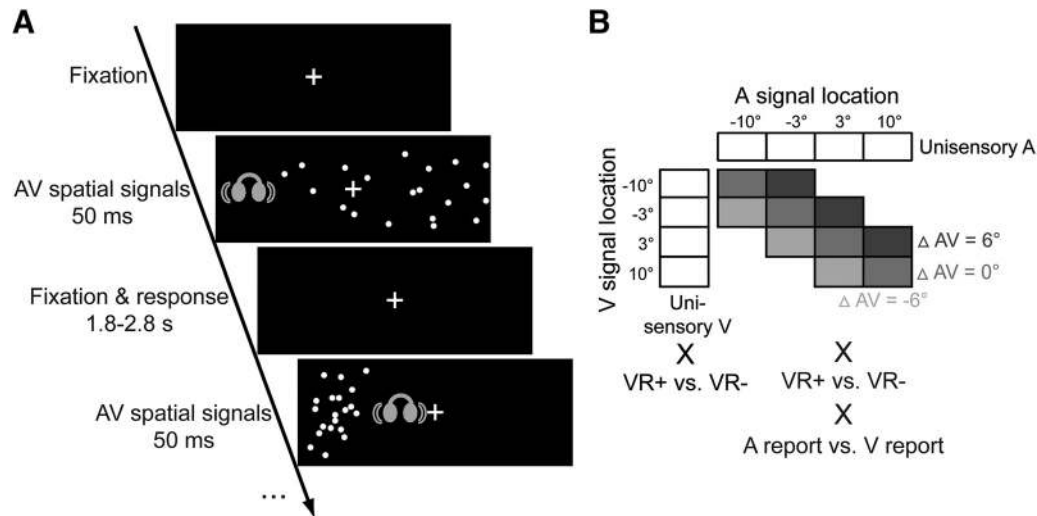 A
Fixation
AV spatial signals
50 ms
Fixation & response
1.8-2.8 s
AV spatial signals
50 ms
...
B
A signal location
-10° -3° 3° 10°
Unisensory A
V signal location
-10°
-3°
3°
10°
Δ AV = 6°
Δ AV = 0°
Δ AV = -6°
Uni-
sensory V
X
VR+ vs. VR-
X
VR+ vs. VR-
X
A report vs. V report